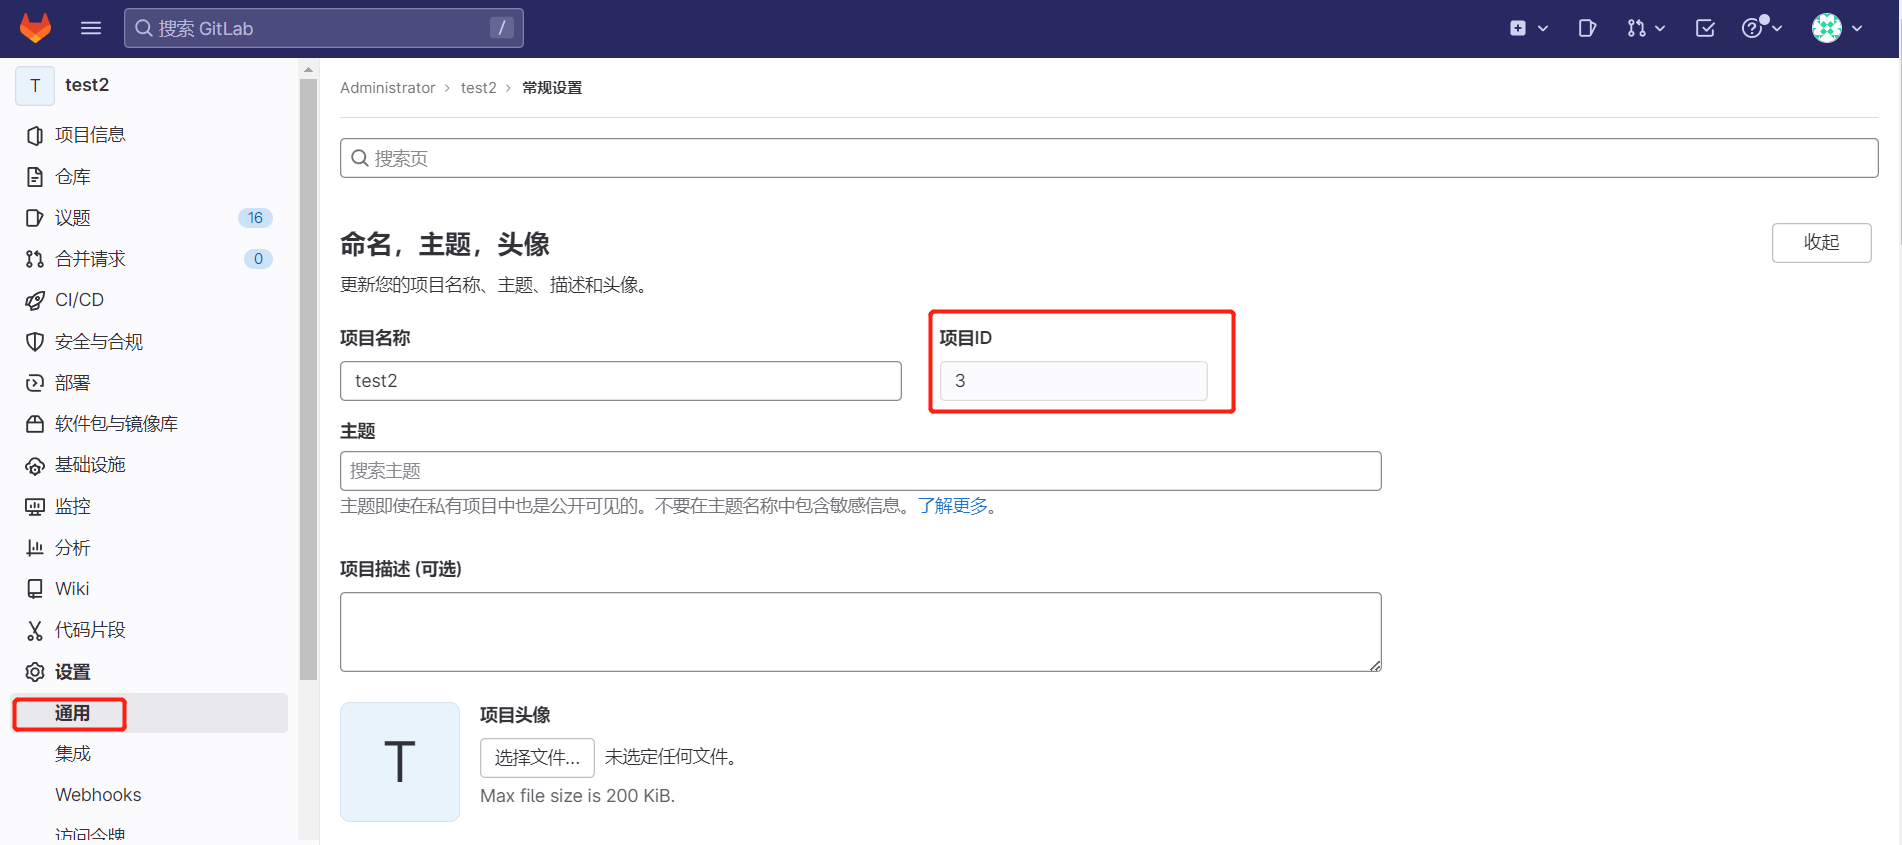 搜索 GitLab
/
T
test2
项目信息
仓库
议题
16
合并请求
0
CI/CD
安全与合规
部署
软件包与镜像库
基础设施
监控
分析
Wiki
代码片段
设置
通用
集成
Webhooks
访问令牌
Administrator › test2 › 常规设置
搜索页
命名，主题，头像
收起
更新您的项目名称、主题、描述和头像。
项目名称
项目ID
test2
3
主题
搜索主题
主题即使在私有项目中也是公开可见的。不要在主题名称中包含敏感信息。了解更多。
项目描述 (可选)
T
项目头像
选择文件...
未选定任何文件。
Max file size is 200 KiB.